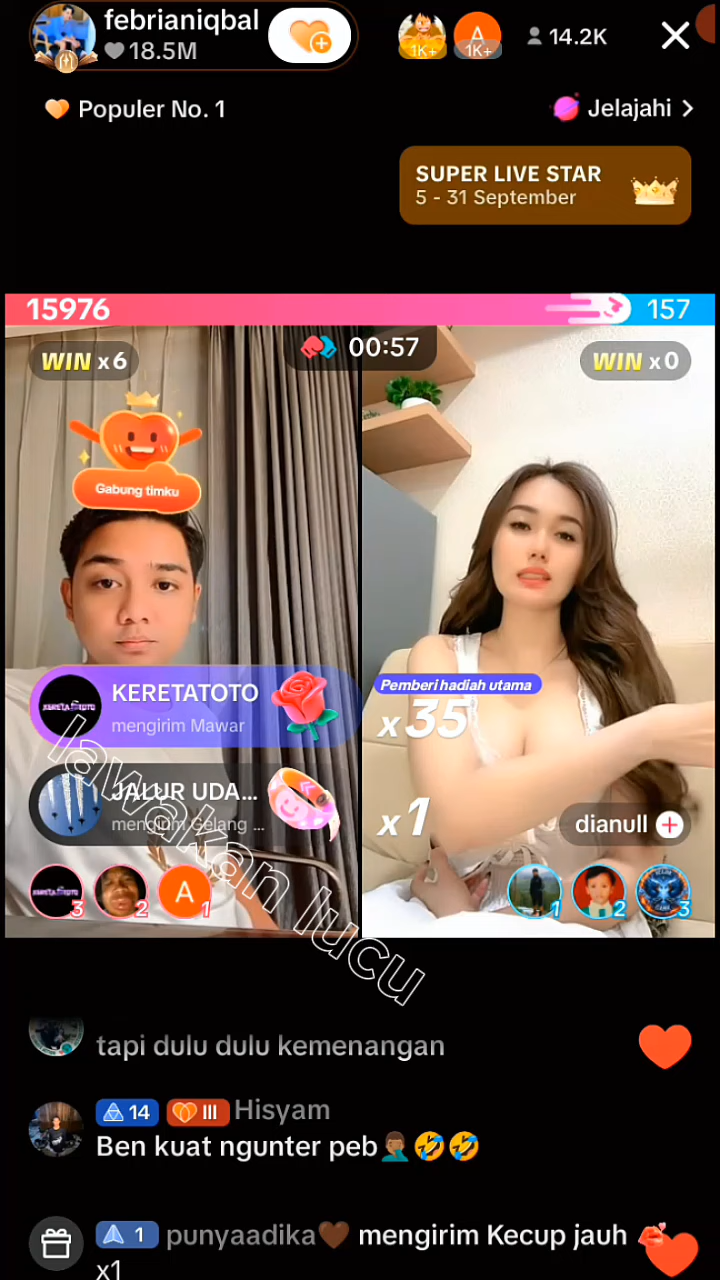 febrianiqbal
18.5M
1K+
A
1K+
14.2K
Populer No. 1
Jelajahi
SUPER LIVE STAR
5 - 31 September
15976
157
WIN x6
00:57
WIN x0
Gabung timku
KERETATOTO
mengirim Mawar
Pemberi hadiah utama
x35
JALUR UDA...
mengirim Gelang ...
x1
dianull
KERETATOTO
3
2
A
1
1
2
3
lawakan lucu
tapi dulu dulu kemenangan
14
III
Hisyam
Ben kuat ngunter peb🤦🏾‍♂️🤣🤣
1
punyaadika🤎 mengirim Kecup jauh
x1